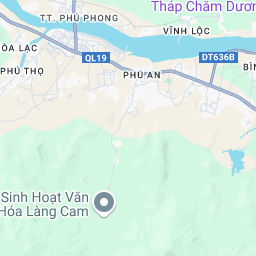 Tháp Chăm Dươn
TT. PHÚ PHONG
VĨNH LỘC
ÒA LẠC
QL19
DT636B
PHÚ THỌ
PHÚ AN
Sinh Hoạt Văn
Hóa Làng Cam